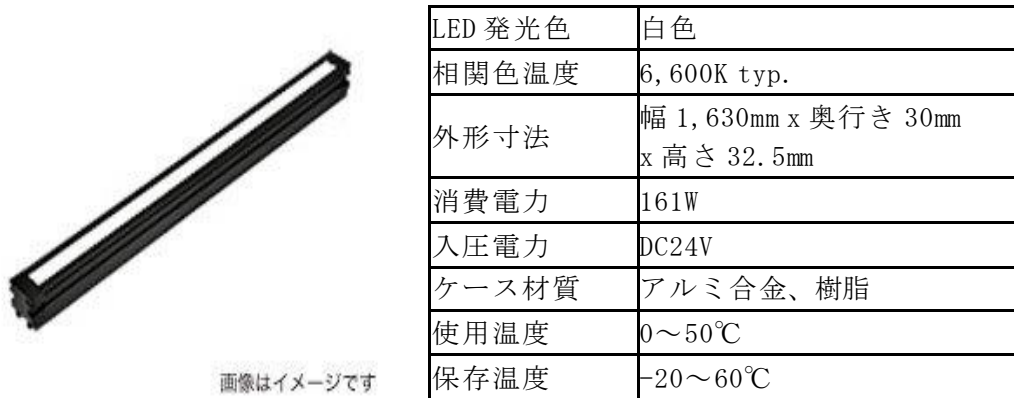 LED発光色 白色
相関色温度 6,600K typ.
外形寸法 幅1,630mm x 奥行き30mm
x 高さ32.5mm
消費電力 161W
入圧電力 DC24V
ケース材質 アルミ合金、樹脂
使用温度 0～50℃
保存温度 -20～60℃
画像はイメージです